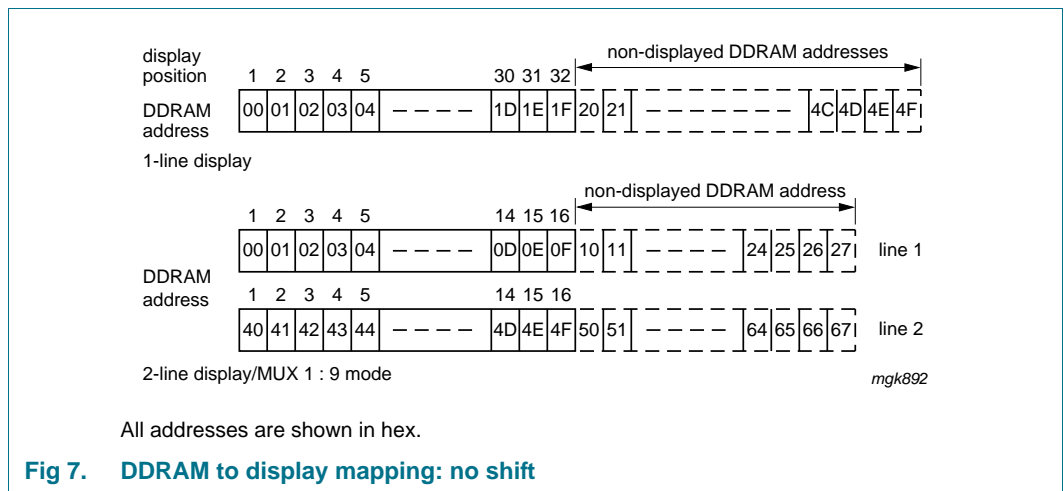 display position 1 2 3 4 5 30 31 32 non-displayed DDRAM addresses
DDRAM address 00 01 02 03 04 1D 1E 1F 20 21 4C 4D 4E 4F
1-line display
non-displayed DDRAM address
1 2 3 4 5 14 15 16
00 01 02 03 04 0D 0E 0F 10 11 24 25 26 27 line 1
DDRAM address
1 2 3 4 5 14 15 16
40 41 42 43 44 4D 4E 4F 50 51 64 65 66 67 line 2
2-line display/MUX 1 : 9 mode
mgk892
All addresses are shown in hex.
Fig 7. DDRAM to display mapping: no shift